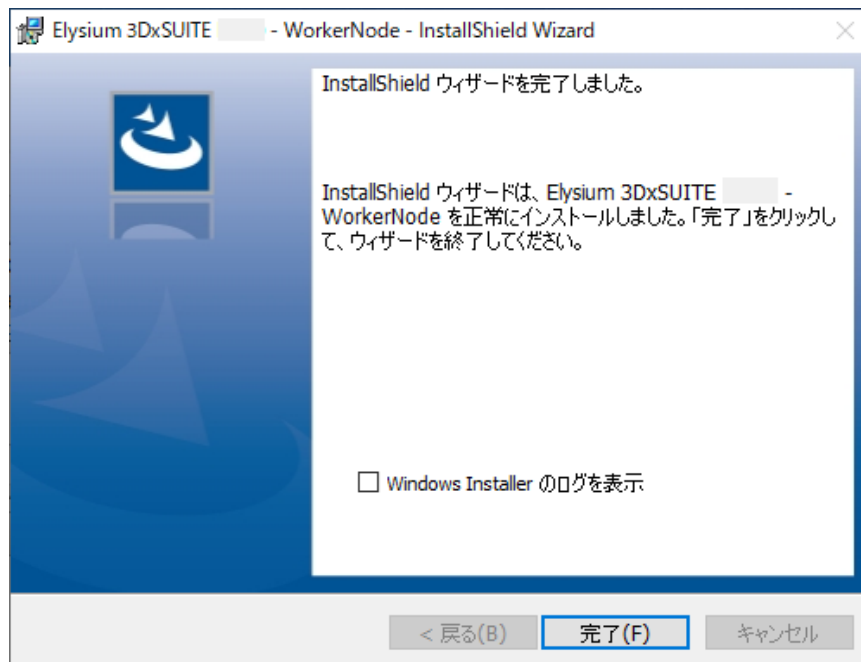 Elysium 3DxSUITE - WorkerNode - InstallShield Wizard
InstallShield ウィザードを完了しました。
InstallShield ウィザードは、Elysium 3DxSUITE -
WorkerNode を正常にインストールしました。「完了」をクリックし
て、ウィザードを終了してください。
Windows Installer のログを表示
< 戻る(B)
完了(F)
キャンセル